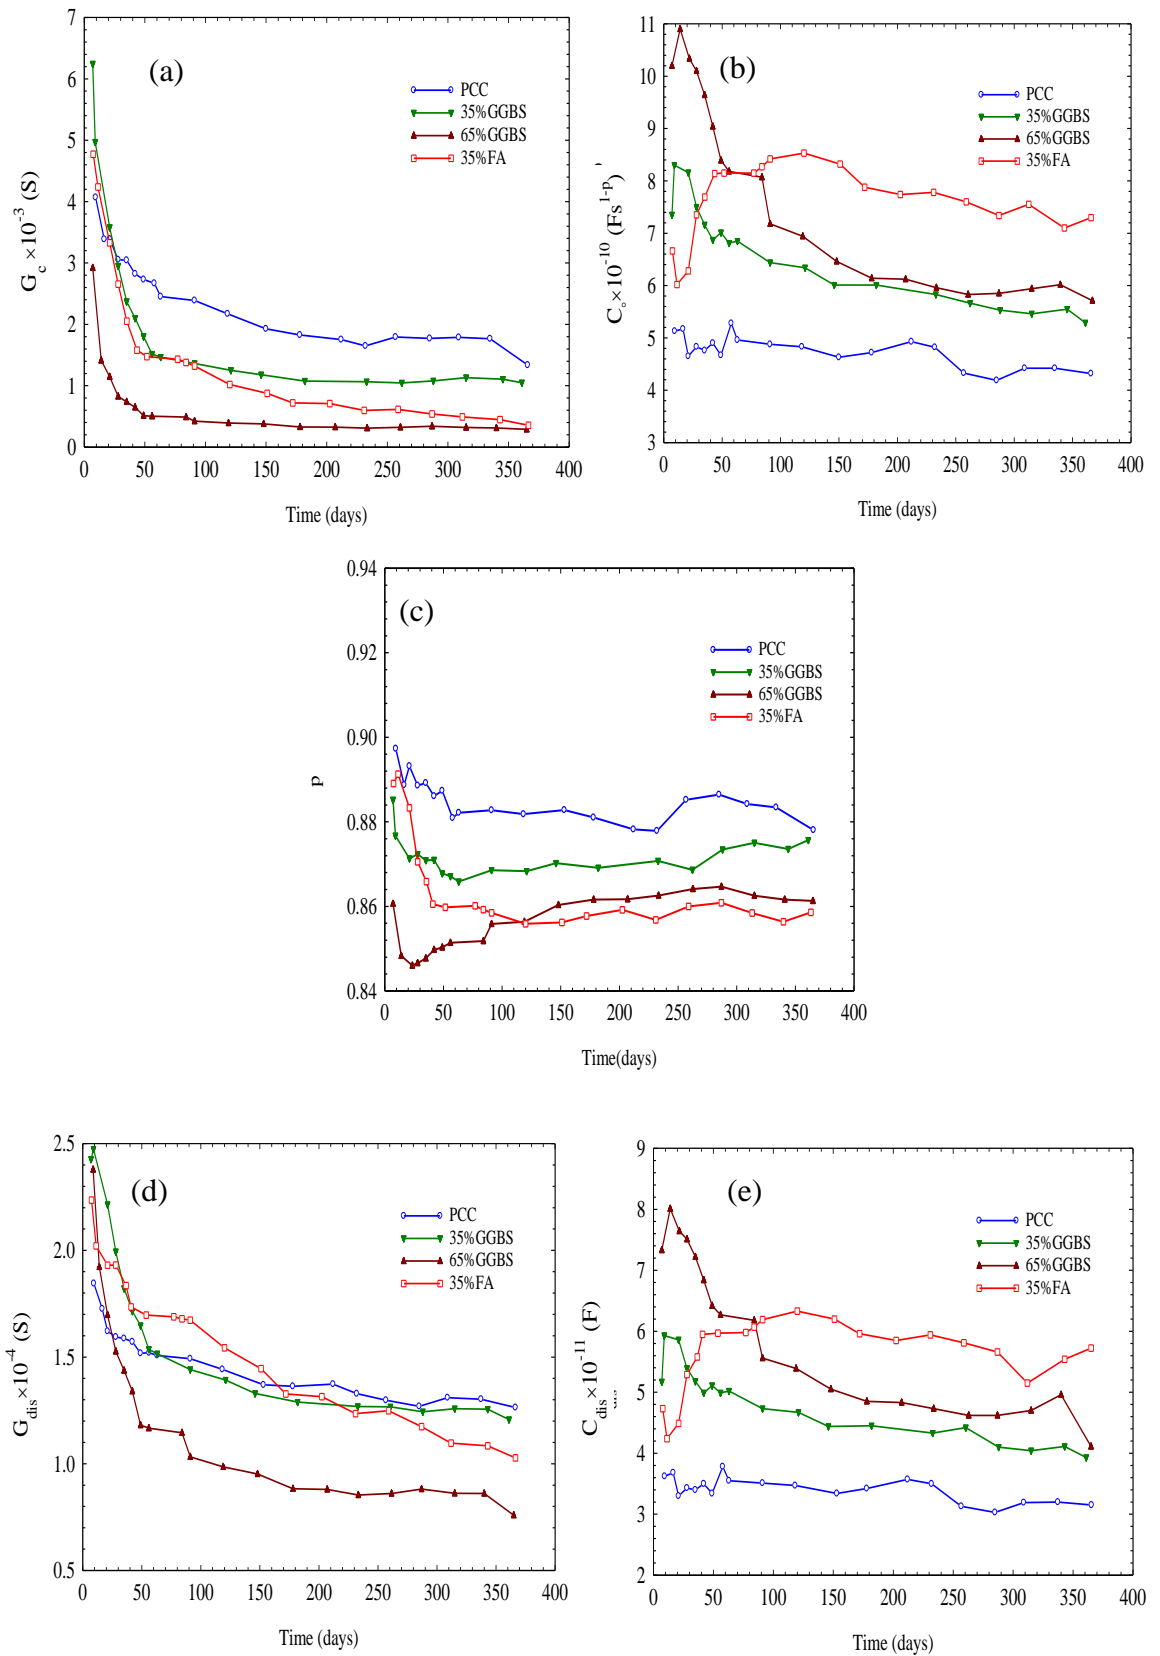 (a)
G_c ×10^-3 (S)
7
6
5
4
3
2
1
0
0 50 100 150 200 250 300 350 400
Time (days)
PCC
35%GGBS
65%GGBS
35%FA
(b)
C_o ×10^-10 (Fs^1-p)
11
10
9
8
7
6
5
4
3
0 50 100 150 200 250 300 350 400
Time (days)
PCC
35%GGBS
65%GGBS
35%FA
(c)
p
0.94
0.92
0.90
0.88
0.86
0.84
0 50 100 150 200 250 300 350 400
Time(days)
PCC
35%GGBS
65%GGBS
35%FA
(d)
G_dis ×10^-4 (S)
2.5
2.0
1.5
1.0
0.5
0 50 100 150 200 250 300 350 400
Time (days)
PCC
35%GGBS
65%GGBS
35%FA
(e)
C_dis ×10^-11 (F)
9
8
7
6
5
4
3
2
0 50 100 150 200 250 300 350 400
Time (days)
PCC
35%GGBS
65%GGBS
35%FA